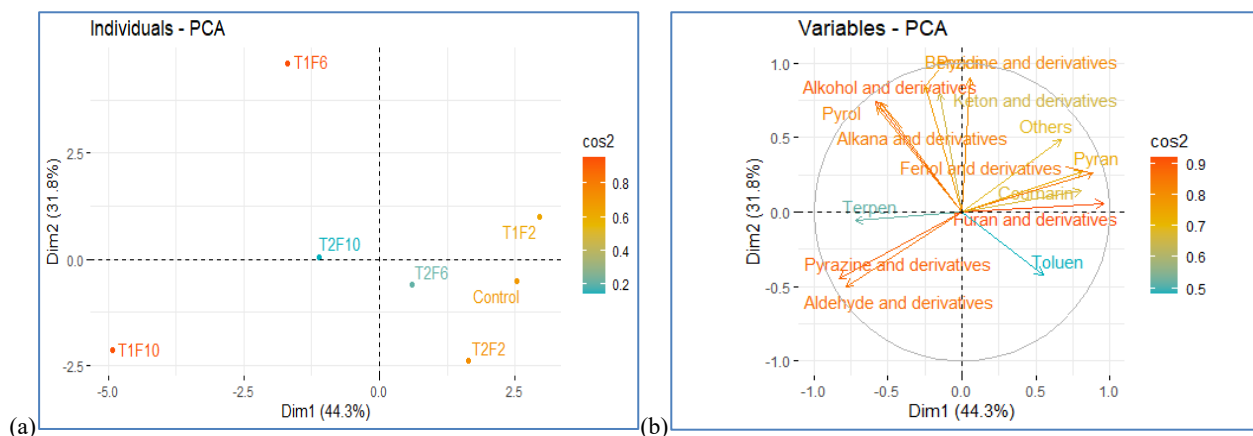 Individuals - PCA
T1F6
2.5
0.0
-2.5
Dim2 (31.8%)
T1F2
T2F10
T2F6
Control
T2F2
T1F10
-5.0
-2.5
0.0
2.5
Dim1 (44.3%)
cos2
0.8
0.6
0.4
0.2
(a)
Variables - PCA
1.0
0.5
0.0
-0.5
-1.0
Dim2 (31.8%)
Pyridine and derivatives
Alkohol and derivatives
Keton and derivatives
Pyrol
Others
Alkana and derivatives
Fenol and derivatives
Pyran
Coumarin
Terpen
Furan and derivatives
Pyrazine and derivatives
Toluen
Aldehyde and derivatives
-1.0
-0.5
0.0
0.5
1.0
Dim1 (44.3%)
cos2
0.9
0.8
0.7
0.6
0.5
(b)